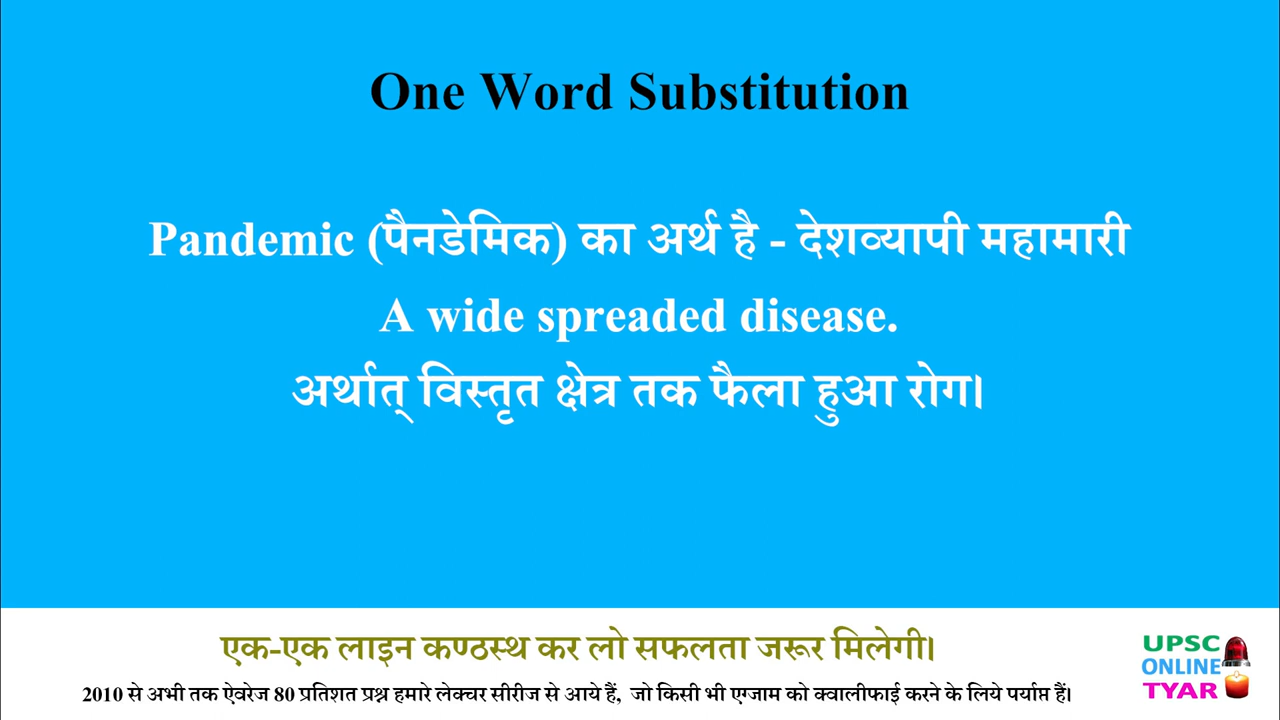 One Word Substitution
Pandemic (पैनडेमिक) का अर्थ है - देशव्यापी महामारी
A wide spreaded disease.
अर्थात् विस्तृत क्षेत्र तक फैला हुआ रोग।
एक-एक लाइन कण्ठस्थ कर लो सफलता जरूर मिलेगी।
2010 से अभी तक ऐवरेज 80 प्रतिशत प्रश्न हमारे लेक्चर सीरीज से आये हैं, जो किसी भी एग्जाम को क्वालीफाई करने के लिये पर्याप्त हैं।
UPSC
ONLINE
TYAR